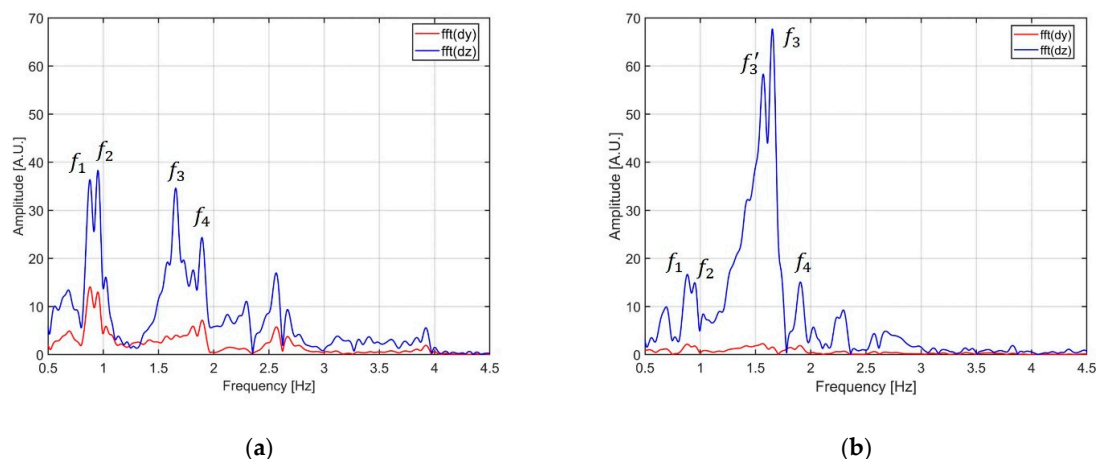 70
60
50
40
30
20
10
0
Amplitude [A.U.]
0.5 1 1.5 2 2.5 3 3.5 4 4.5
Frequency [Hz]
fft(dy)
fft(dz)
f₁
f₂
f₃
f₄
(a)
70
60
50
40
30
20
10
0
Amplitude [A.U.]
0.5 1 1.5 2 2.5 3 3.5 4 4.5
Frequency [Hz]
fft(dy)
fft(dz)
f₁
f₂
f₃′
f₃
f₄
(b)